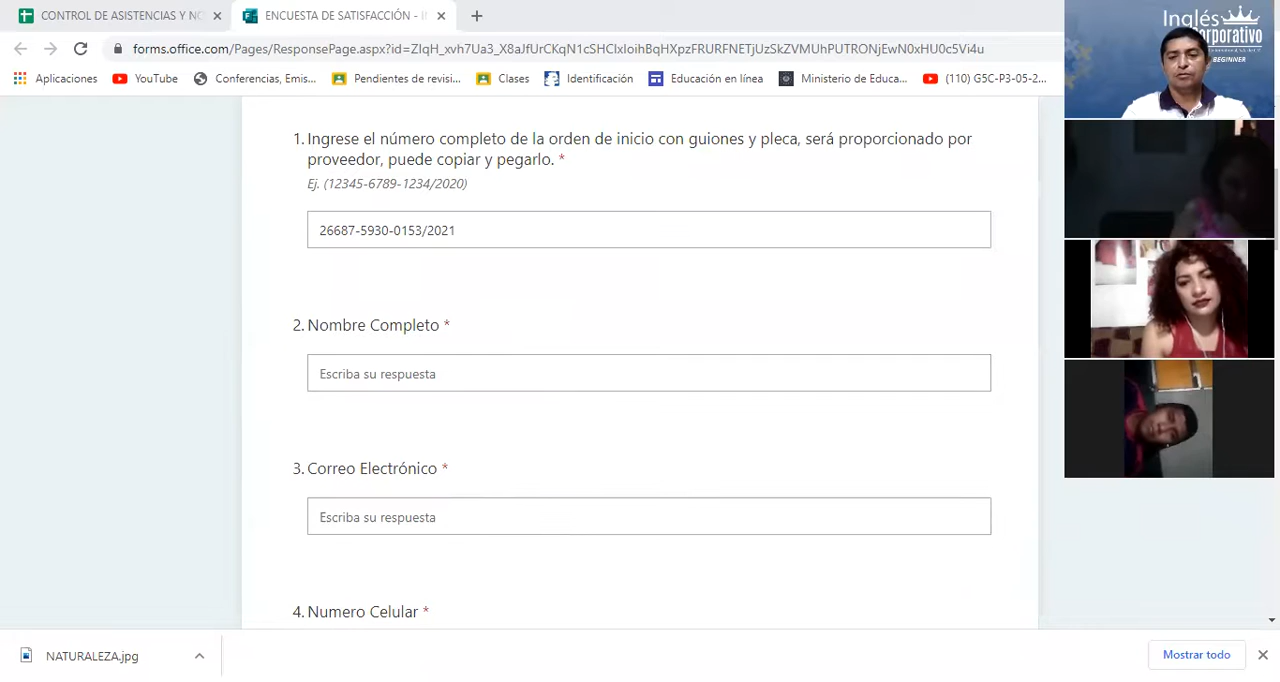 CONTROL DE ASISTENCIAS Y NO
ENCUESTA DE SATISFACCIÓN - I
forms.office.com/Pages/ResponsePage.aspx?id=ZIqH_xvh7Ua3_X8aJfUrCKqN1cSHCIxIoihBqHXpzFRURFNETjUzSkZVMUhPUTRONjEwN0xHU0c5Vi4u
Aplicaciones
YouTube
Conferencias, Emis...
Pendientes de revisi...
Clases
Identificación
Educación en línea
Ministerio de Educa...
(110) G5C-P3-05-2...
Inglés
Corporativo
BEGINNER
1. Ingrese el número completo de la orden de inicio con guiones y pleca, será proporcionado por
proveedor, puede copiar y pegarlo. *
Ej. (12345-6789-1234/2020)
26687-5930-0153/2021
2. Nombre Completo *
Escriba su respuesta
3. Correo Electrónico *
Escriba su respuesta
4. Numero Celular *
NATURALEZA.jpg
Mostrar todo